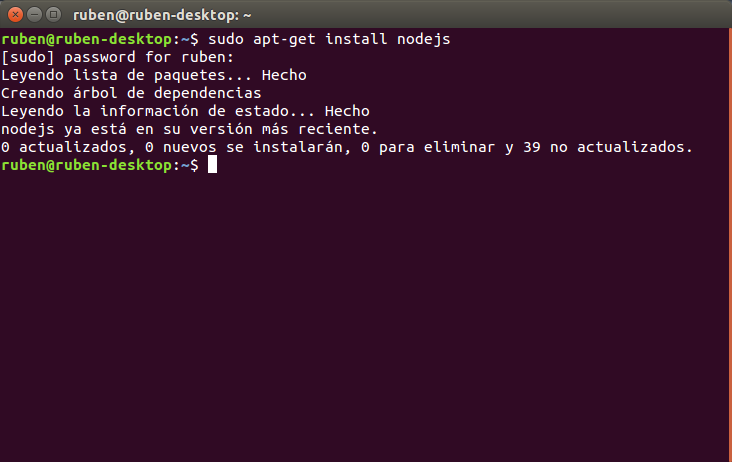 ruben@ruben-desktop: ~
ruben@ruben-desktop:~$ sudo apt-get install nodejs
[sudo] password for ruben:
Leyendo lista de paquetes... Hecho
Creando árbol de dependencias
Leyendo la información de estado... Hecho
nodejs ya está en su versión más reciente.
0 actualizados, 0 nuevos se instalarán, 0 para eliminar y 39 no actualizados.
ruben@ruben-desktop:~$